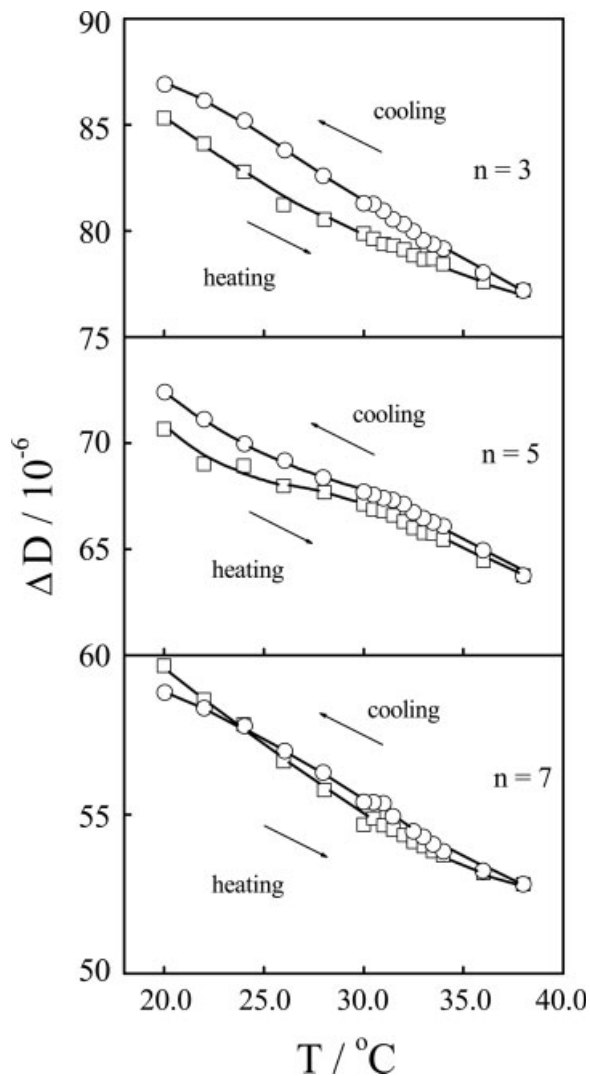 90
cooling
85
n = 3
80
heating
75
cooling
70
n = 5
65
heating
ΔD / 10⁻⁶
60
cooling
n = 7
55
heating
50
20.0 25.0 30.0 35.0 40.0
T / °C